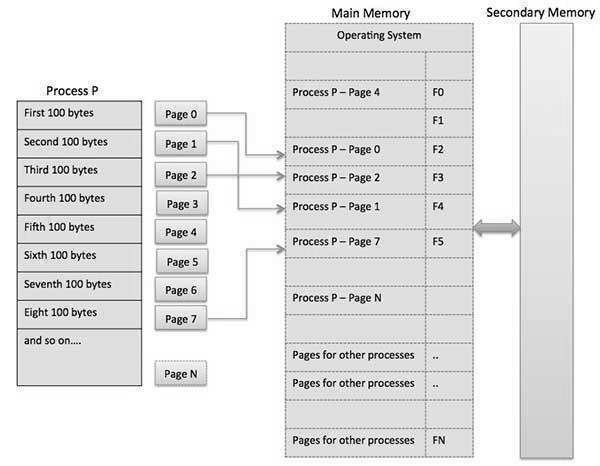 Main Memory
Secondary Memory
Operating System
Process P
Process P – Page 4 F0
First 100 bytes Page 0
F1
Second 100 bytes Page 1
Process P – Page 0 F2
Third 100 bytes Page 2
Process P – Page 2 F3
Fourth 100 bytes Page 3
Process P – Page 1 F4
Fifth 100 bytes Page 4
Process P – Page 7 F5
Sixth 100 bytes Page 5
Seventh 100 bytes Page 6
Process P – Page N
Eight 100 bytes Page 7
and so on....
Pages for other processes ..
Page N
Pages for other processes ..
Pages for other processes FN